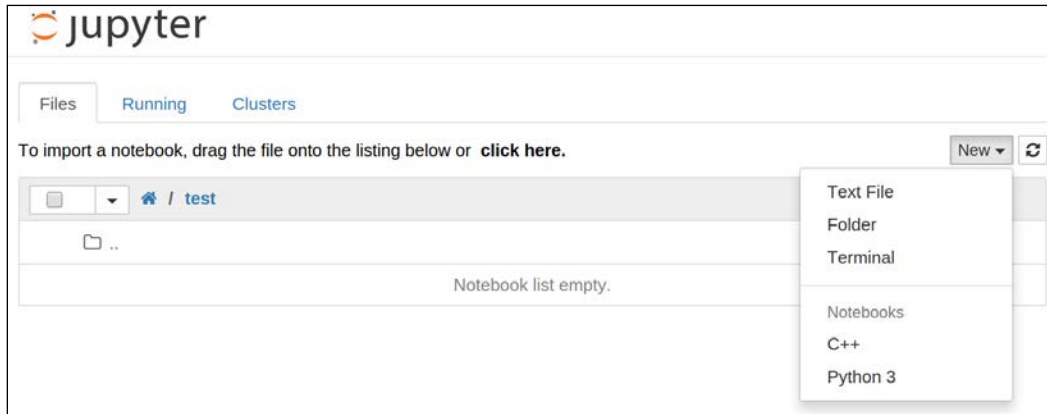 jupyter
Files Running Clusters
To import a notebook, drag the file onto the listing below or click here.
New
/ test
..
Notebook list empty.
Text File
Folder
Terminal
Notebooks
C++
Python 3